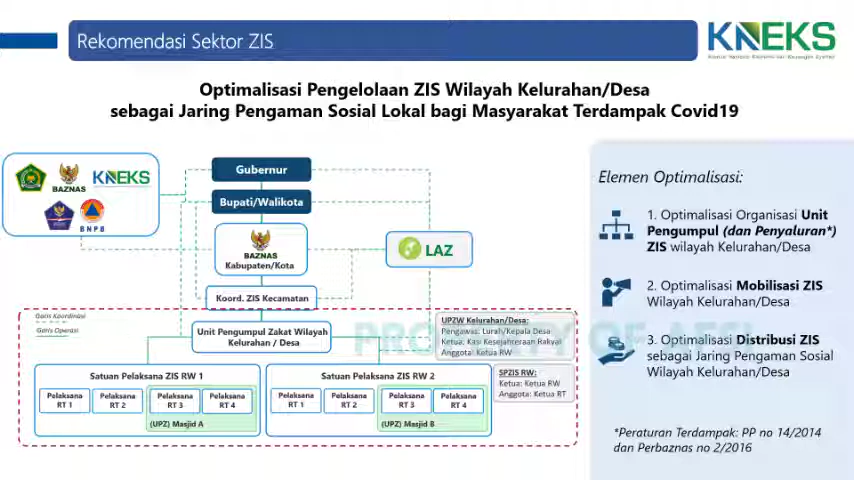 Rekomendasi Sektor ZIS
KNEKS
Optimalisasi Pengelolaan ZIS Wilayah Kelurahan/Desa
sebagai Jaring Pengaman Sosial Lokal bagi Masyarakat Terdampak Covid19
BAZNAS
KNEKS
BNPB
Gubernur
Bupati/Walikota
BAZNAS
Kabupaten/Kota
LAZ
Koord. ZIS Kecamatan
Garis Koordinasi
Garis Operasi
Unit Pengumpul Zakat Wilayah
Kelurahan / Desa
UPZW Kelurahan/Desa:
Pengawas: Lurah/Kepala Desa
Ketua: Kasi Kesejahteraan Rakyat
Anggota: Ketua RW
SPZIS RW:
Ketua: Ketua RW
Anggota: Ketua RT
Satuan Pelaksana ZIS RW 1
Pelaksana
RT 1
Pelaksana
RT 2
Pelaksana
RT 3
Pelaksana
RT 4
(UPZ) Masjid A
Satuan Pelaksana ZIS RW 2
Pelaksana
RT 1
Pelaksana
RT 2
Pelaksana
RT 3
Pelaksana
RT 4
(UPZ) Masjid B
Elemen Optimalisasi:
1. Optimalisasi Organisasi Unit
Pengumpul (dan Penyaluran*)
ZIS wilayah Kelurahan/Desa
2. Optimalisasi Mobilisasi ZIS
Wilayah Kelurahan/Desa
3. Optimalisasi Distribusi ZIS
sebagai Jaring Pengaman Sosial
Wilayah Kelurahan/Desa
*Peraturan Terdampak: PP no 14/2014
dan Perbaznas no 2/2016